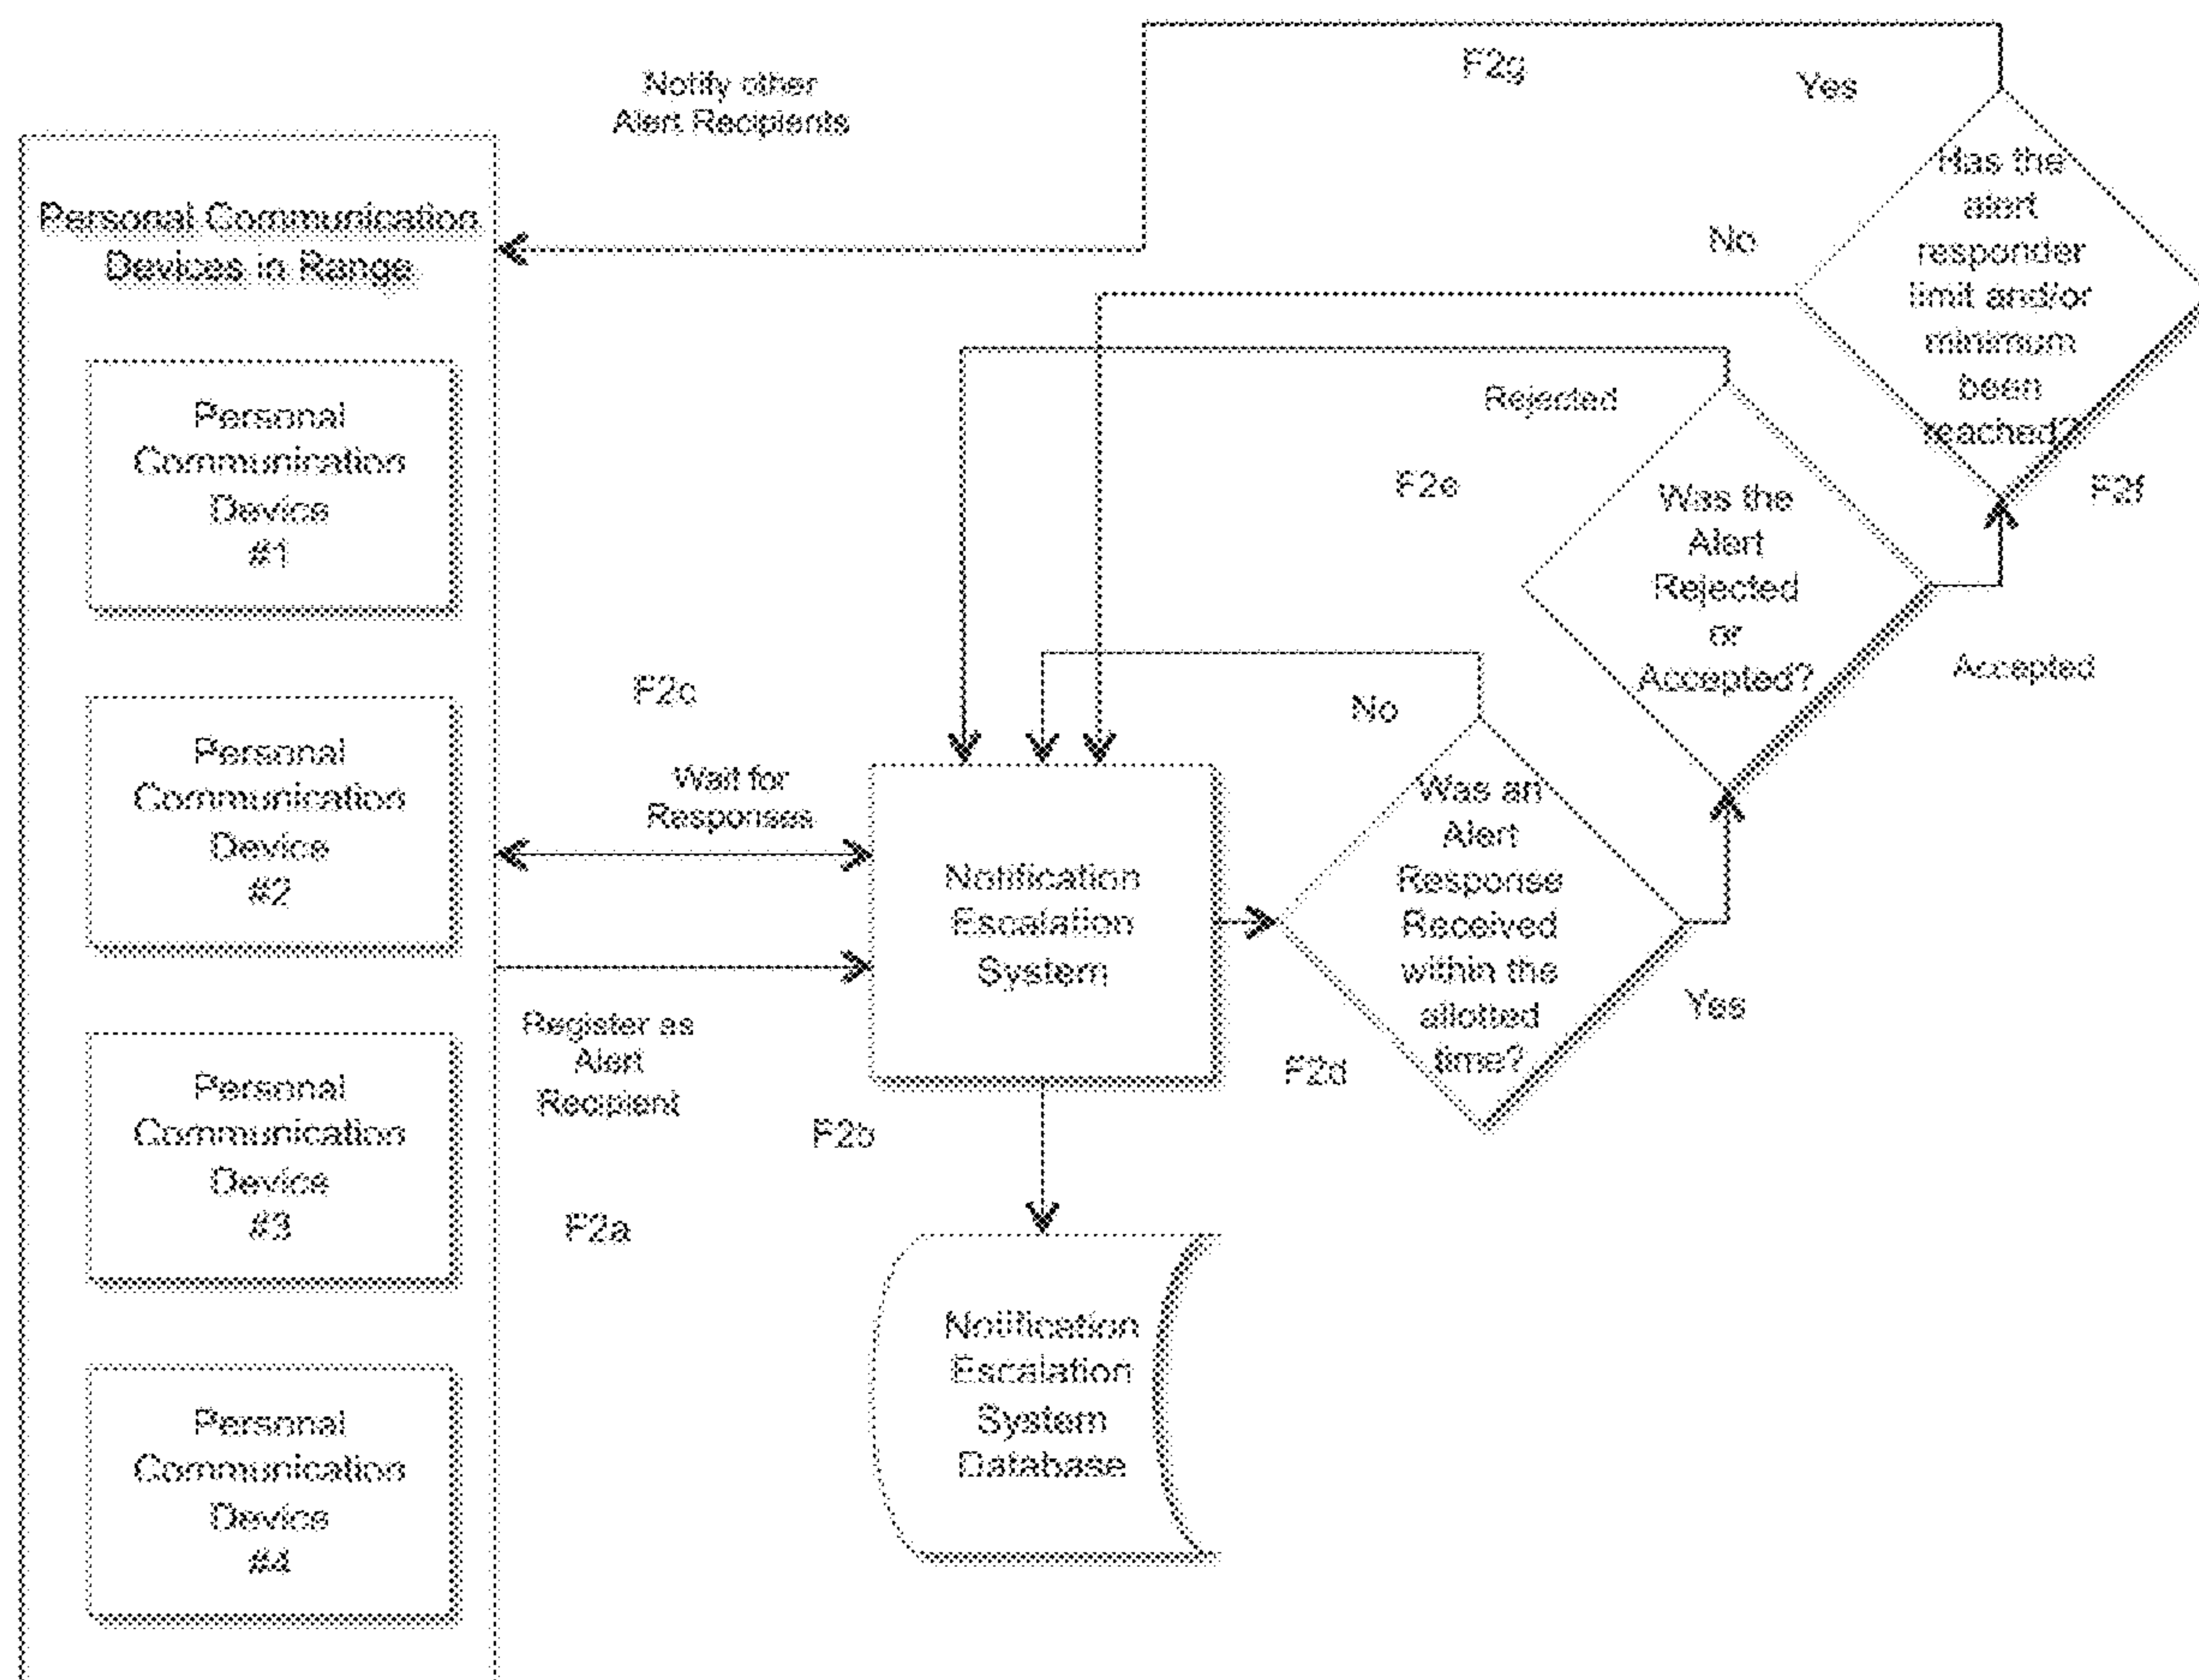 F2g
Yes
Notify other
Alert Recipients
Has the
alert
responder
limit and/or
minimum
been
reached?
Personal Communication
Devices in Range
No
Rejected
F2e
F2f
Was the
Alert
Rejected
or
Accepted?
Accepted
Personal
Communication
Device
#1
F2c
No
Personal
Communication
Device
#2
Wait for
Responses
Notification
Escalation
System
Was an
Alert
Response
Received
within the
allotted
time?
Yes
Register as
Alert
Recipient
F2d
F2b
F2a
Personal
Communication
Device
#3
Notification
Escalation
System
Database
Personal
Communication
Device
#4